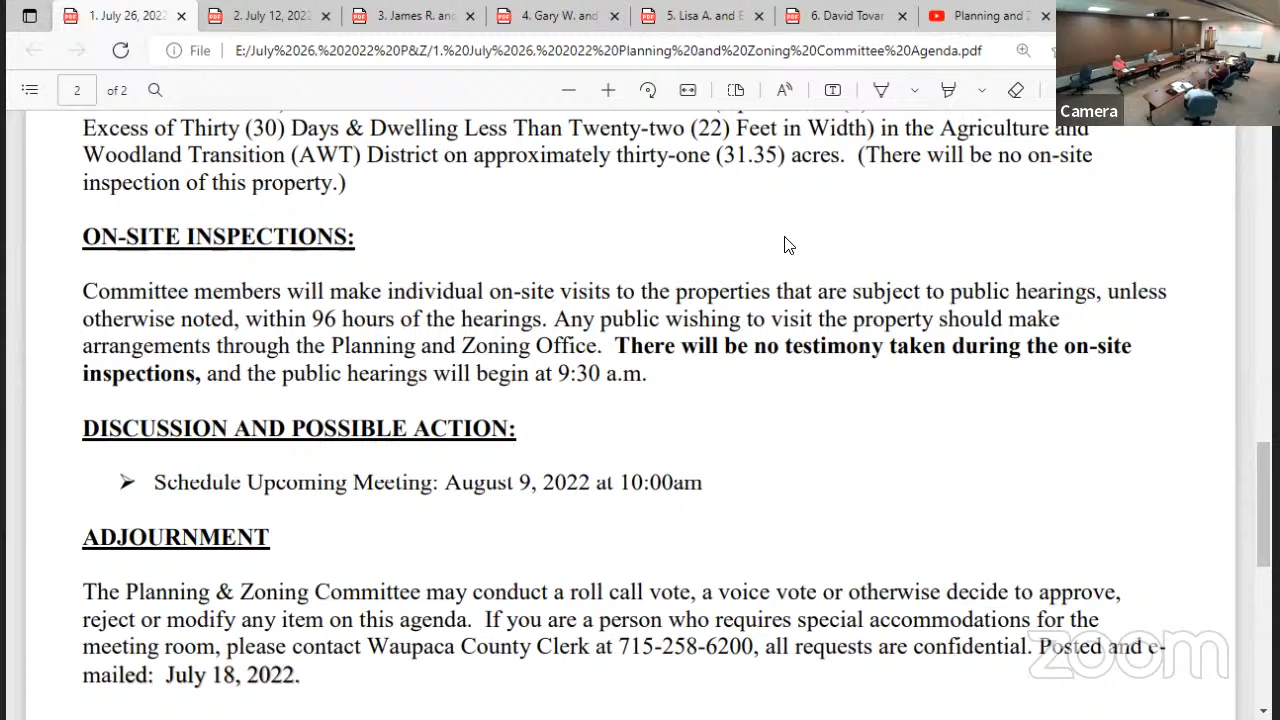 1. July 26, 2022
2. July 12, 2022
3. James R. and
4. Gary W. and
5. Lisa A. and
6. David Tovar
Planning and
File
E:/July%2026,%202022%20P&Z/1.%20July%2026,%202022%20Planning%20and%20Zoning%20Committee%20Agenda.pdf
Camera
2 of 2
Excess of Thirty (30) Days & Dwelling Less Than Twenty-two (22) Feet in Width) in the Agriculture and
Woodland Transition (AWT) District on approximately thirty-one (31.35) acres. (There will be no on-site
inspection of this property.)
ON-SITE INSPECTIONS:
Committee members will make individual on-site visits to the properties that are subject to public hearings, unless
otherwise noted, within 96 hours of the hearings. Any public wishing to visit the property should make
arrangements through the Planning and Zoning Office. There will be no testimony taken during the on-site
inspections, and the public hearings will begin at 9:30 a.m.
DISCUSSION AND POSSIBLE ACTION:
➢ Schedule Upcoming Meeting: August 9, 2022 at 10:00am
ADJOURNMENT
The Planning & Zoning Committee may conduct a roll call vote, a voice vote or otherwise decide to approve,
reject or modify any item on this agenda. If you are a person who requires special accommodations for the
meeting room, please contact Waupaca County Clerk at 715-258-6200, all requests are confidential. Posted and e-
mailed: July 18, 2022.
zoom